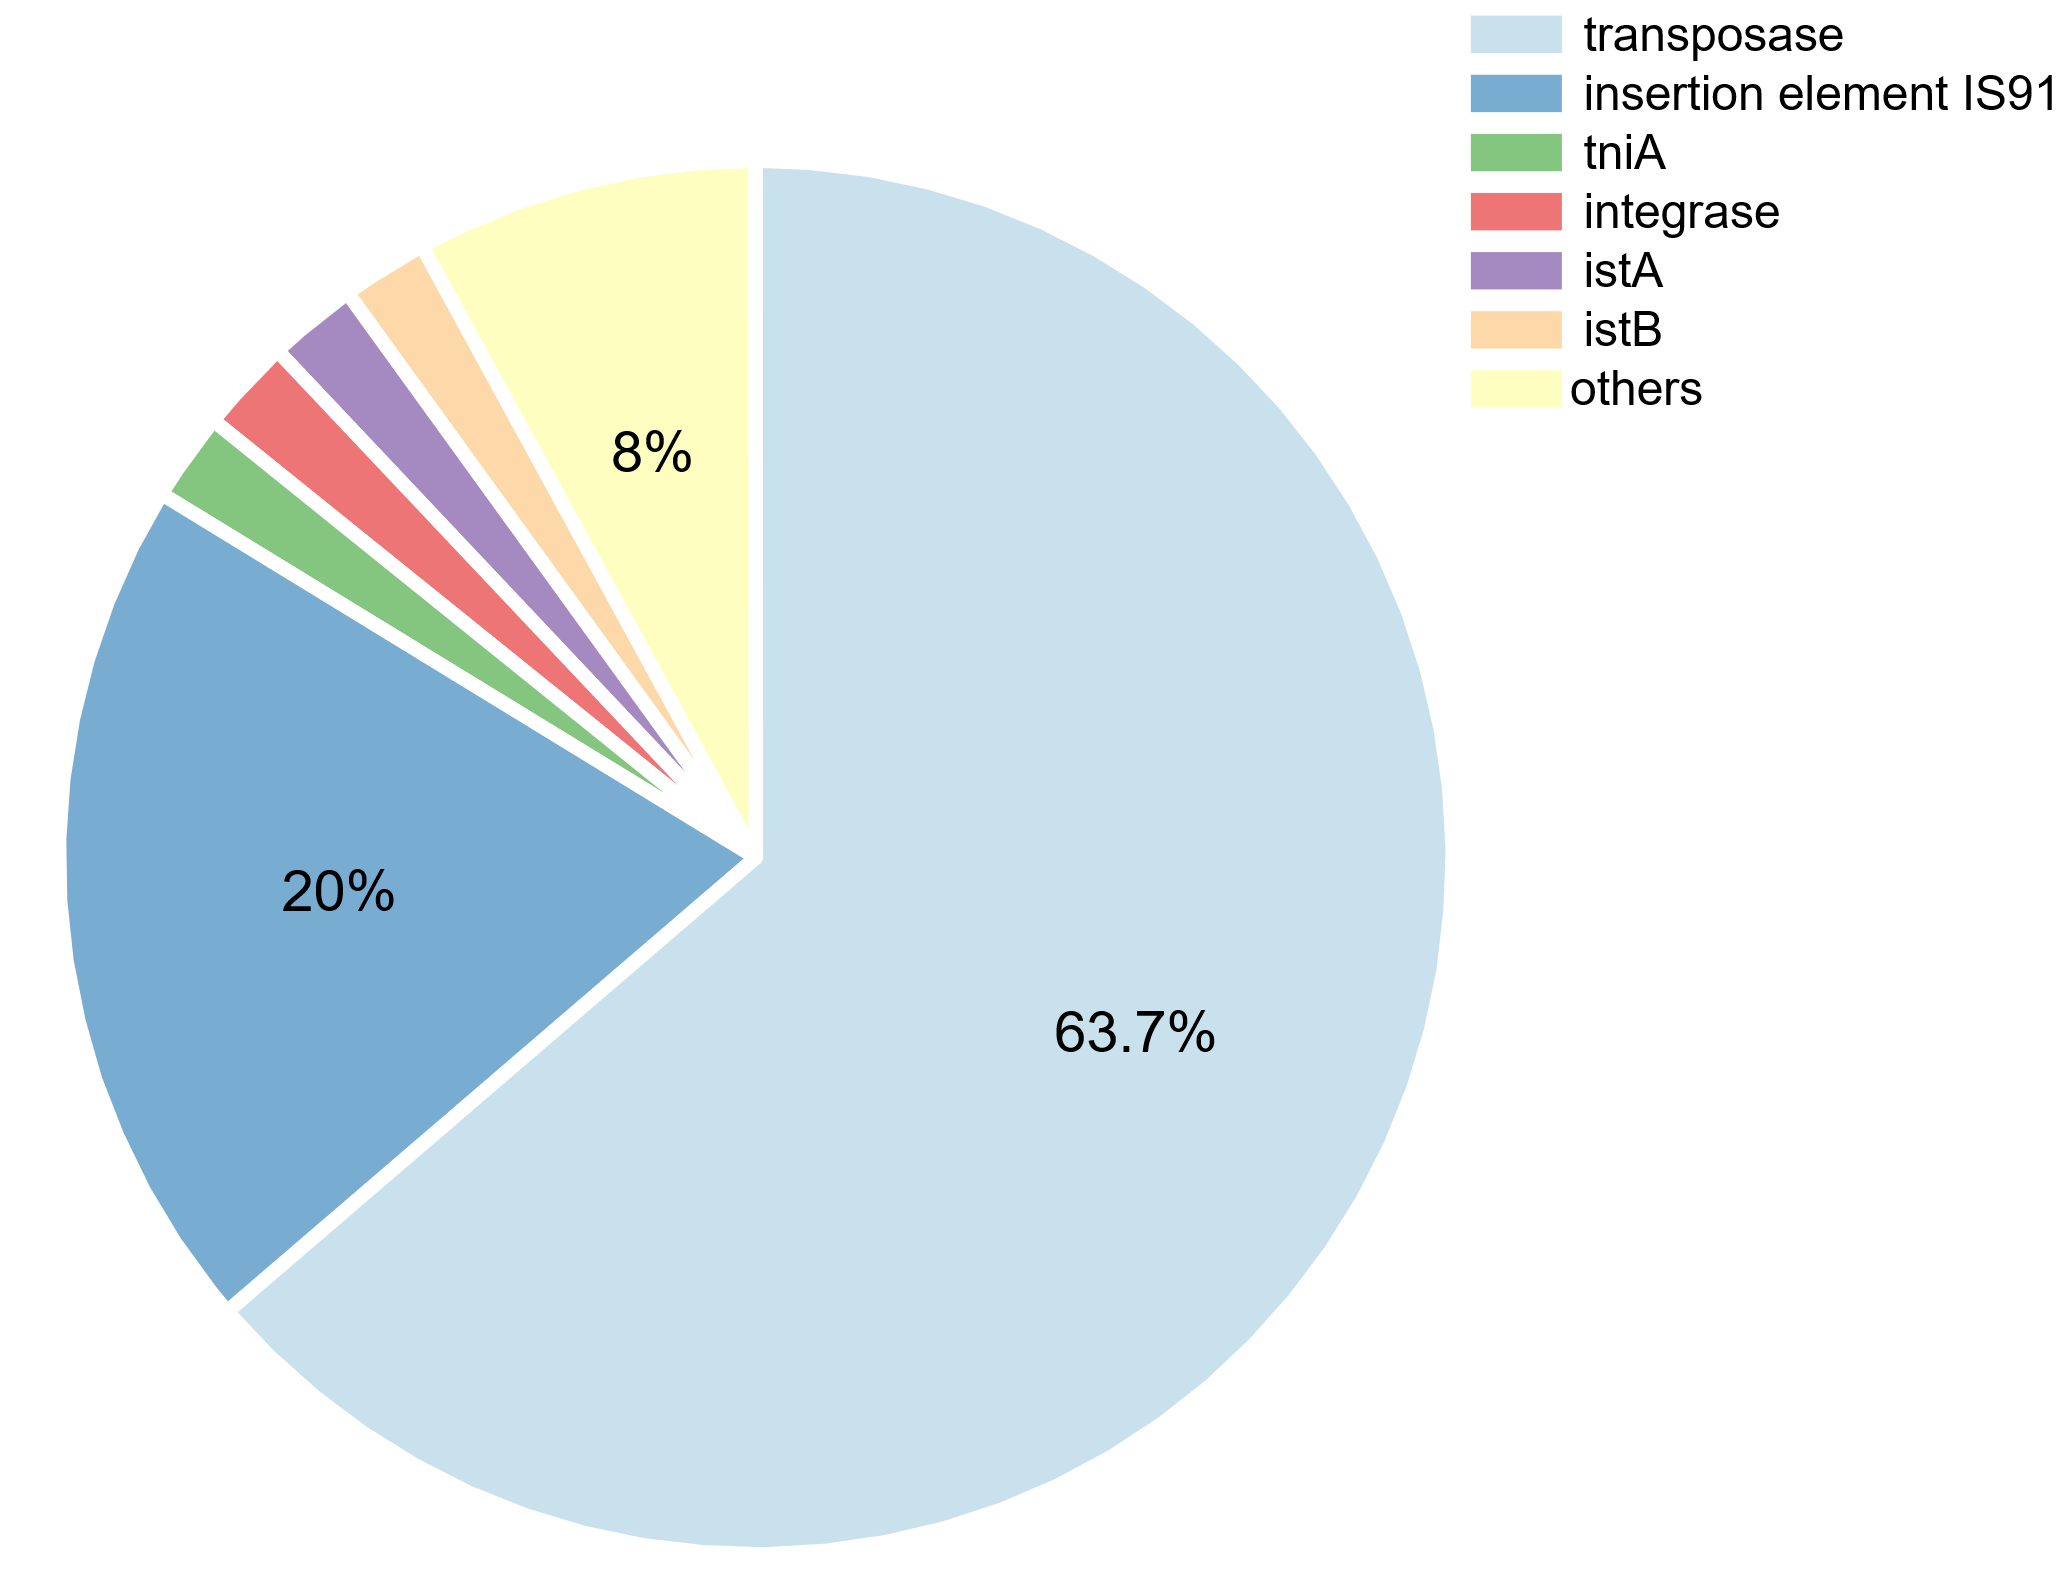 transposase
insertion element IS91
tniA
integrase
istA
istB
others
8%
20%
63.7%